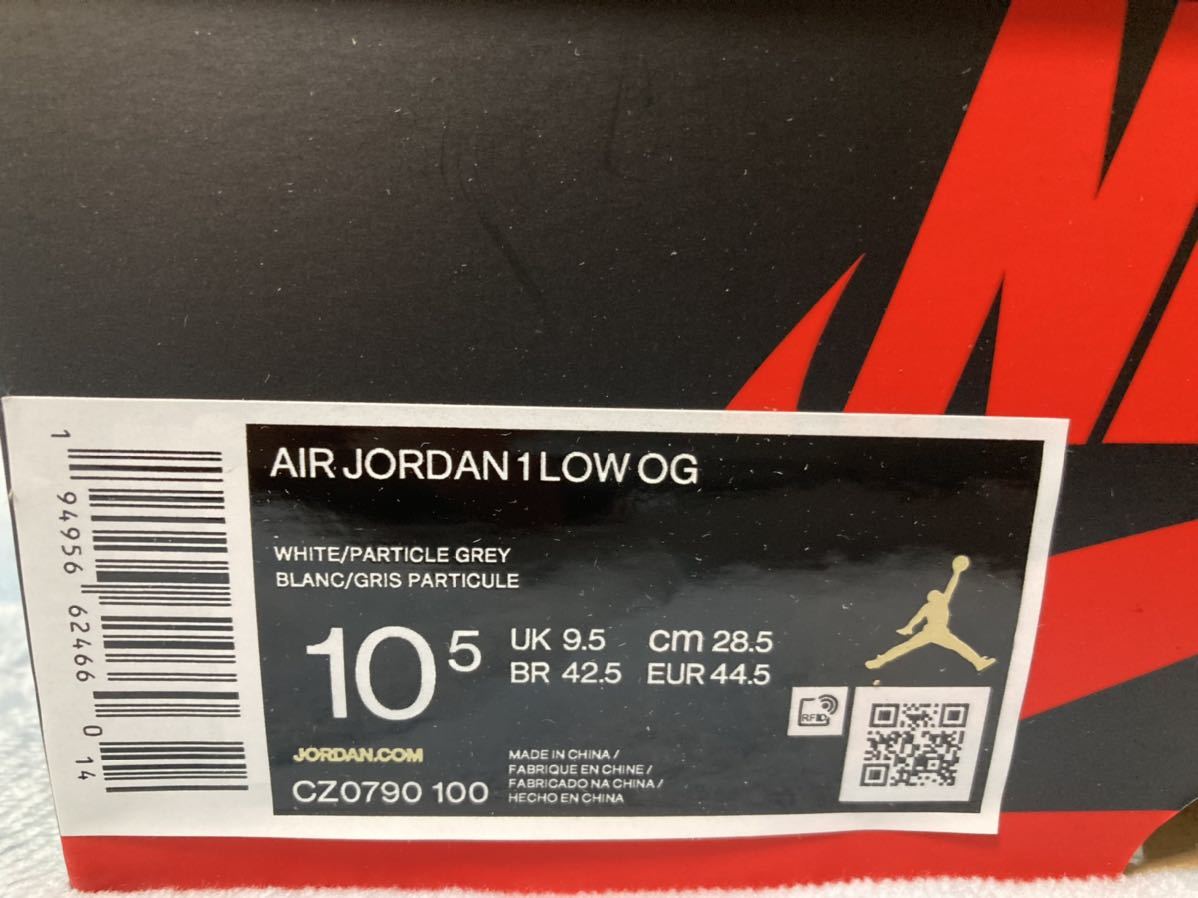 AIR JORDAN 1 LOW OG
WHITE/PARTICLE GREY
BLANC/GRIS PARTICULE
10 5
UK 9.5 cm 28.5
BR 42.5 EUR 44.5
RFID
JORDAN.COM
CZ0790 100
MADE IN CHINA /
FABRIQUE EN CHINE /
FABRICADO NA CHINA /
HECHO EN CHINA
1 94956 62466 0 14